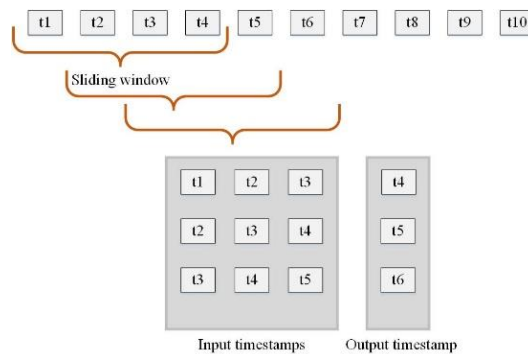 t1 t2 t3 t4 t5 t6 t7 t8 t9 t10
Sliding window
t1 t2 t3 t4
t2 t3 t4 t5
t3 t4 t5 t6
Input timestamps Output timestamp